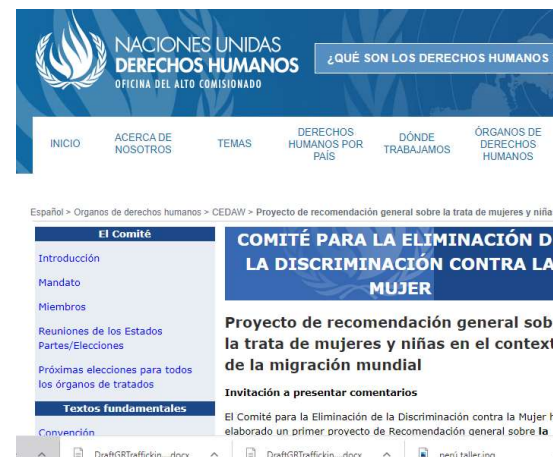 NACIONES UNIDAS
DERECHOS HUMANOS
OFICINA DEL ALTO COMISIONADO
¿QUÉ SON LOS DERECHOS HUMANOS
INICIO
ACERCA DE
NOSOTROS
TEMAS
DERECHOS
HUMANOS POR
PAÍS
DÓNDE
TRABAJAMOS
ÓRGANOS DE
DERECHOS
HUMANOS
Español > Organos de derechos humanos > CEDAW > Proyecto de recomendación general sobre la trata de mujeres y niña
El Comité
Introducción
Mandato
Miembros
Reuniones de los Estados
Partes/Elecciones
Próximas elecciones para todos
los órganos de tratados
Textos fundamentales
Convención
COMITÉ PARA LA ELIMINACIÓN D
LA DISCRIMINACIÓN CONTRA LA
MUJER
Proyecto de recomendación general sob
la trata de mujeres y niñas en el context
de la migración mundial
Invitación a presentar comentarios
El Comité para la Eliminación de la Discriminación contra la Mujer h
elaborado un primer proyecto de Recomendación general sobre la
DraftGRTraffickin....docx
DraftGRTraffickin....docx
perú taller.jpg